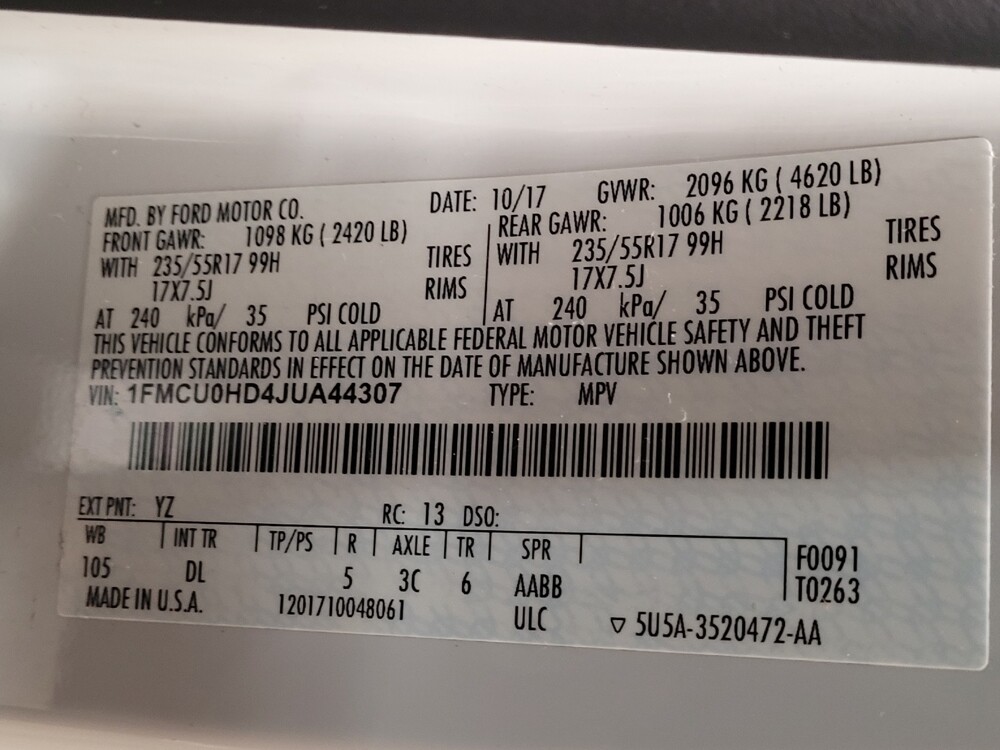 MFD. BY FORD MOTOR CO. DATE: 10/17 GVWR: 2096 KG ( 4620 LB)
FRONT GAWR: 1098 KG ( 2420 LB) REAR GAWR: 1006 KG ( 2218 LB)
WITH 235/55R17 99H TIRES WITH 235/55R17 99H TIRES
17X7.5J RIMS 17X7.5J RIMS
AT 240 kPa/ 35 PSI COLD AT 240 kPa/ 35 PSI COLD
THIS VEHICLE CONFORMS TO ALL APPLICABLE FEDERAL MOTOR VEHICLE SAFETY AND THEFT
PREVENTION STANDARDS IN EFFECT ON THE DATE OF MANUFACTURE SHOWN ABOVE.
VIN: 1FMCU0HD4JUA44307 TYPE: MPV
EXT PNT: YZ RC: 13 DSO:
WB INT TR TP/PS R AXLE TR SPR F0091
105 DL 5 3C 6 AABB T0263
MADE IN U.S.A. 1201710048061 ULC ▽ 5U5A-3520472-AA